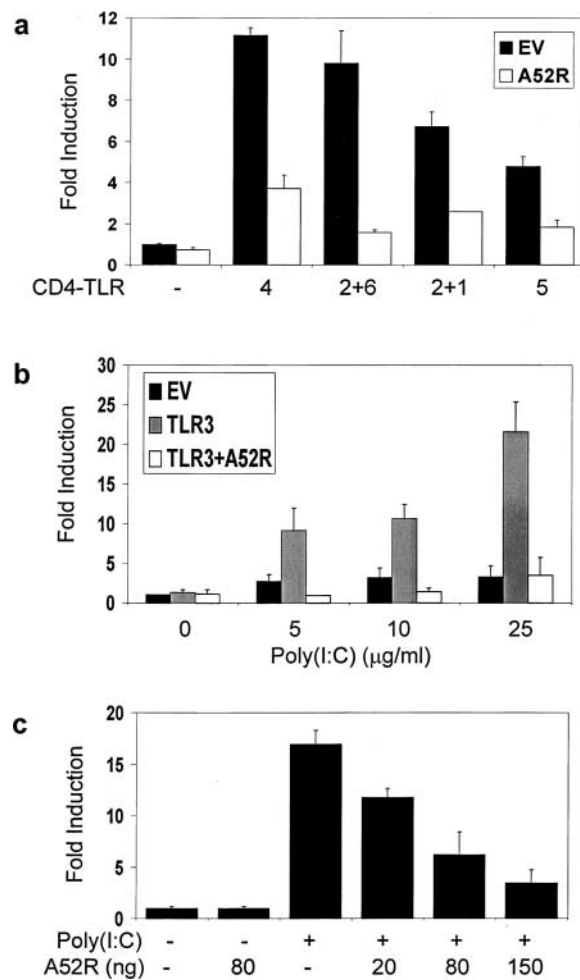 a
12
10
8
6
4
2
0
Fold Induction
EV
A52R
CD4-TLR - 4 2+6 2+1 5
b
30
25
20
15
10
5
0
Fold Induction
EV
TLR3
TLR3+A52R
0 5 10 25
Poly(I:C) (μg/ml)
c
20
15
10
5
0
Fold Induction
Poly(I:C) - - + + + +
A52R (ng) - 80 - 20 80 150